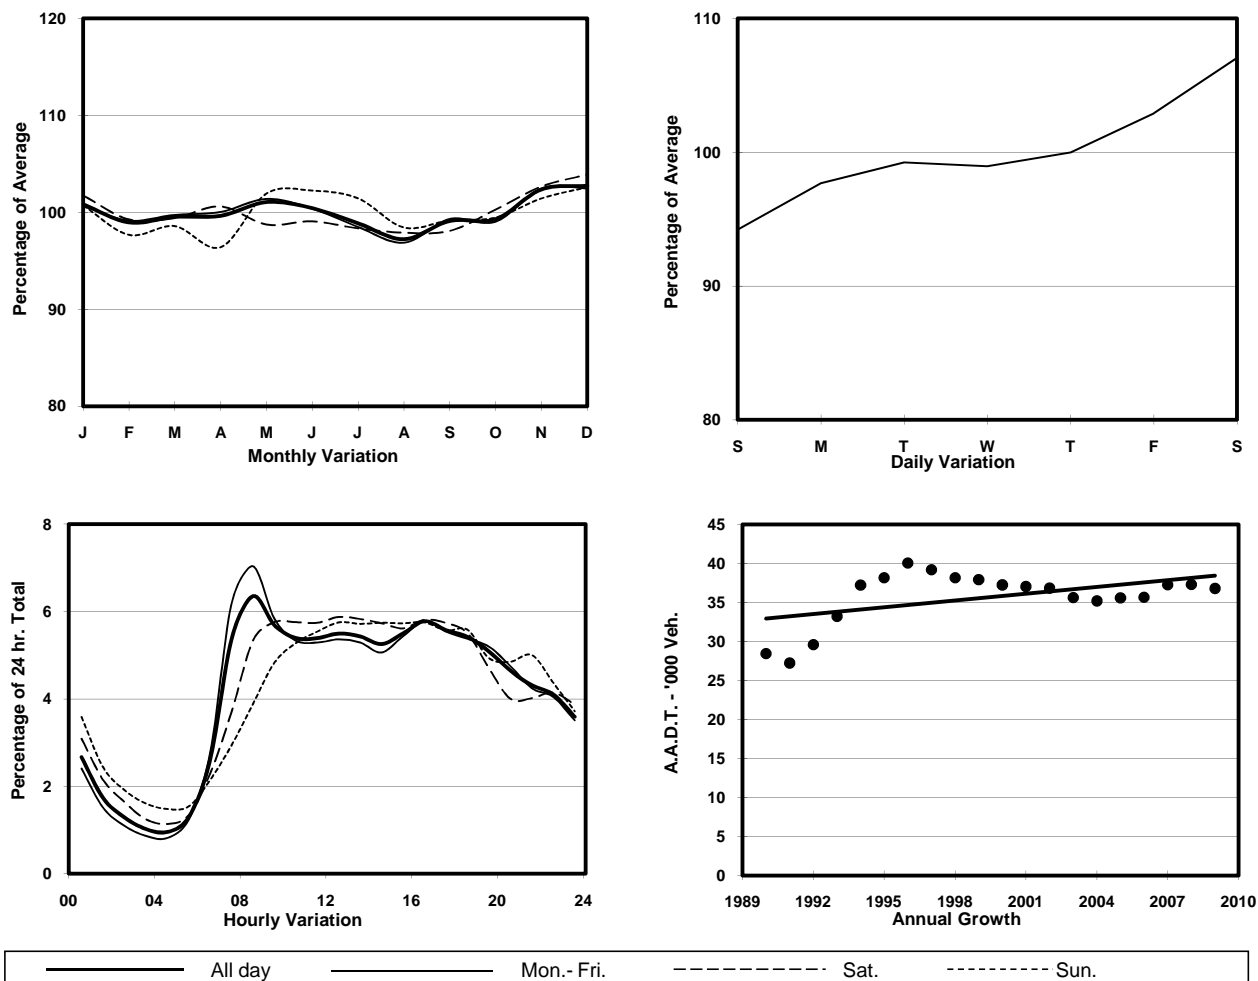 120
110
100
90
80
Percentage of Average
J F M A M J J A S O N D
Monthly Variation
110
100
90
80
Percentage of Average
S M T W T F S
Daily Variation
8
6
4
2
0
Percentage of 24 hr. Total
00 04 08 12 16 20 24
Hourly Variation
45
40
35
30
25
20
15
10
5
0
A.A.D.T. - '000 Veh.
1989 1992 1995 1998 2001 2004 2007 2010
Annual Growth
All day Mon.- Fri. Sat. Sun.